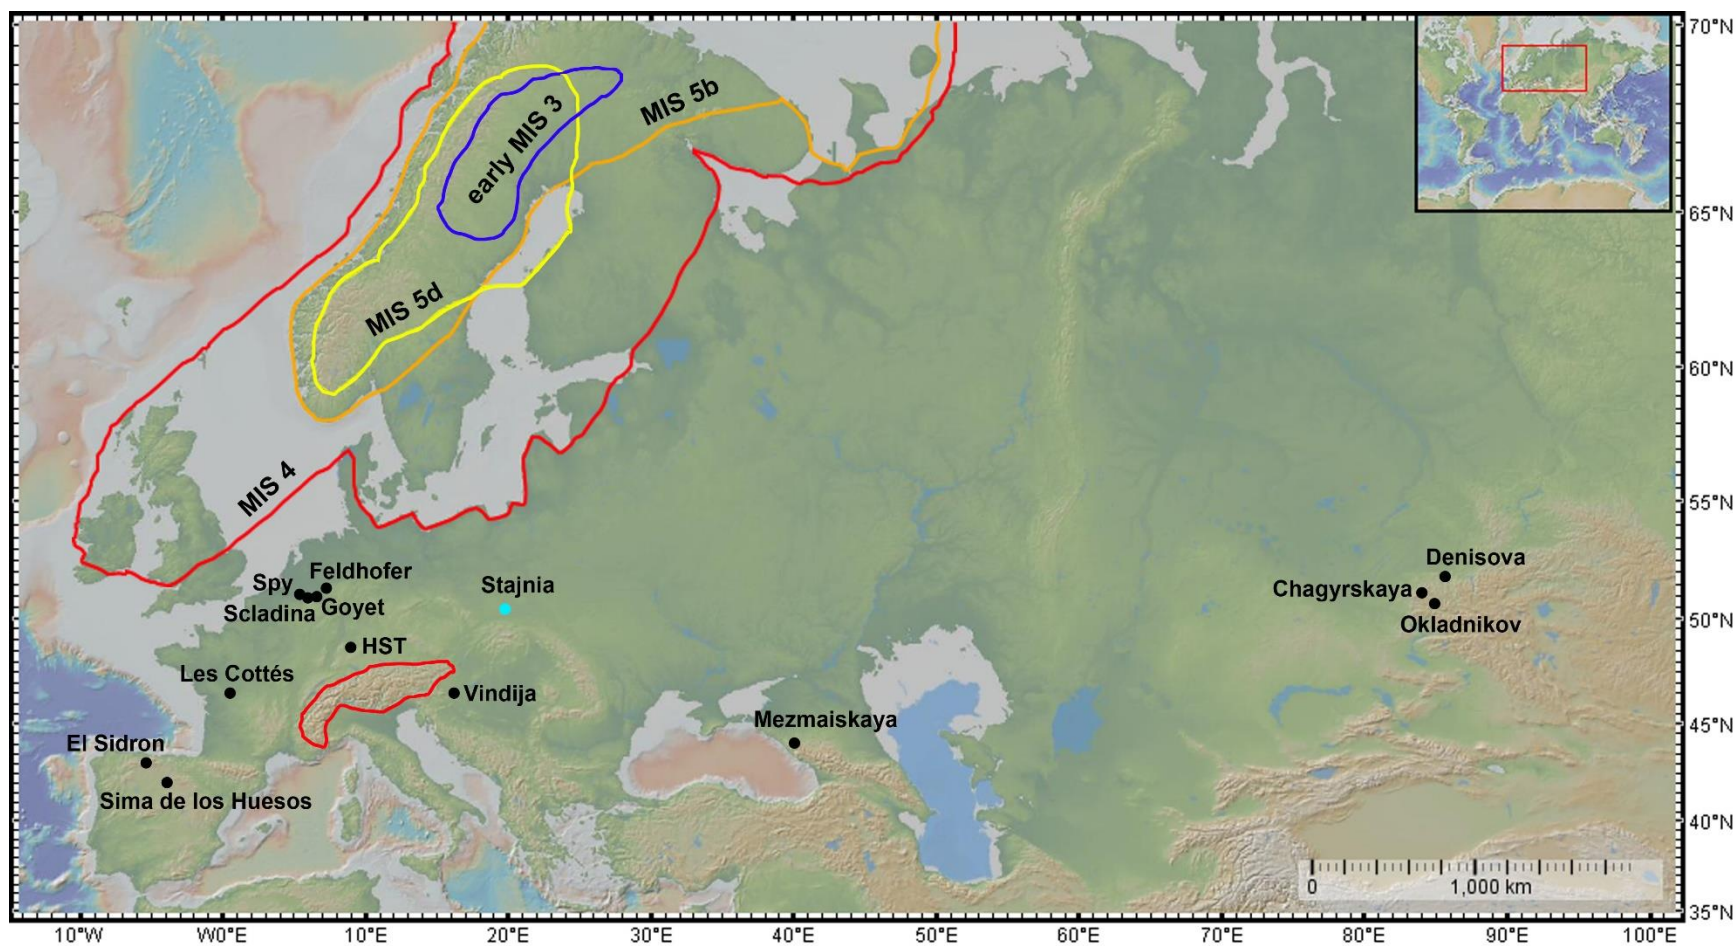 70°N
MIS 5b
early MIS 3
65°N
MIS 5d
60°N
MIS 4
55°N
Denisova
Feldhofer
Spy
Stajnia
Chagyrskaya
Scladina
Goyet
50°N
Okladnikov
HST
Les Cottés
Vindija
Mezmaiskaya
45°N
El Sidron
Sima de los Huesos
40°N
0
1,000 km
35°N
10°W
W0°E
10°E
20°E
30°E
40°E
50°E
60°E
70°E
80°E
90°E
100°E